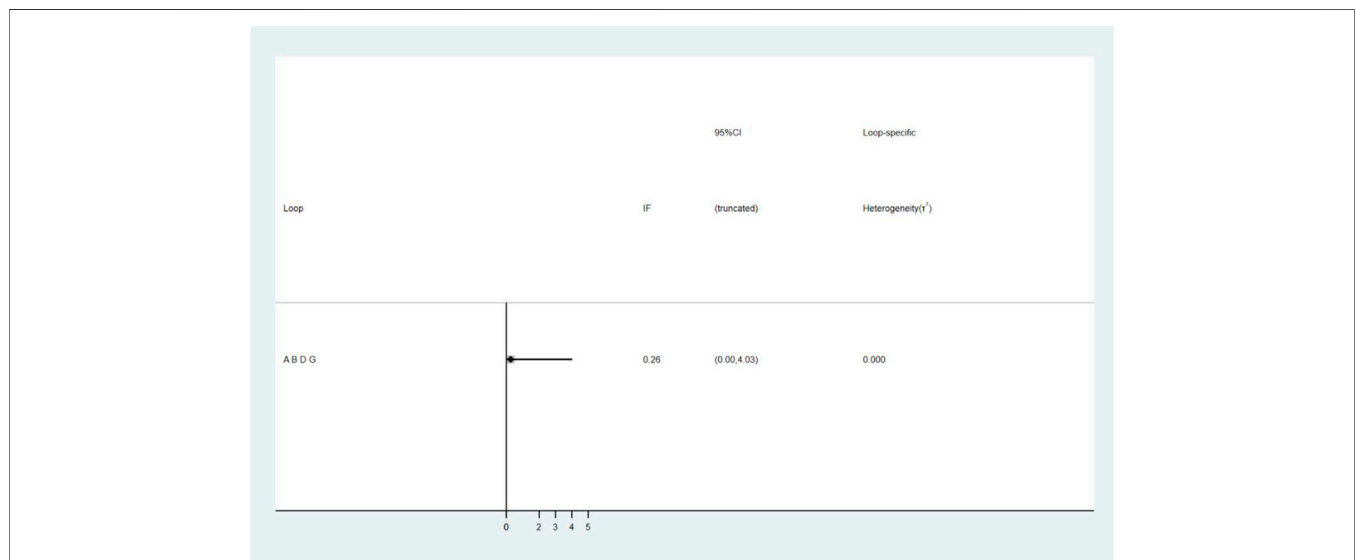 95%CI Loop-specific
Loop IF (truncated) Heterogeneity(τ²)
A B D G 0.26 (0.00,4.03) 0.000
0 2 3 4 5